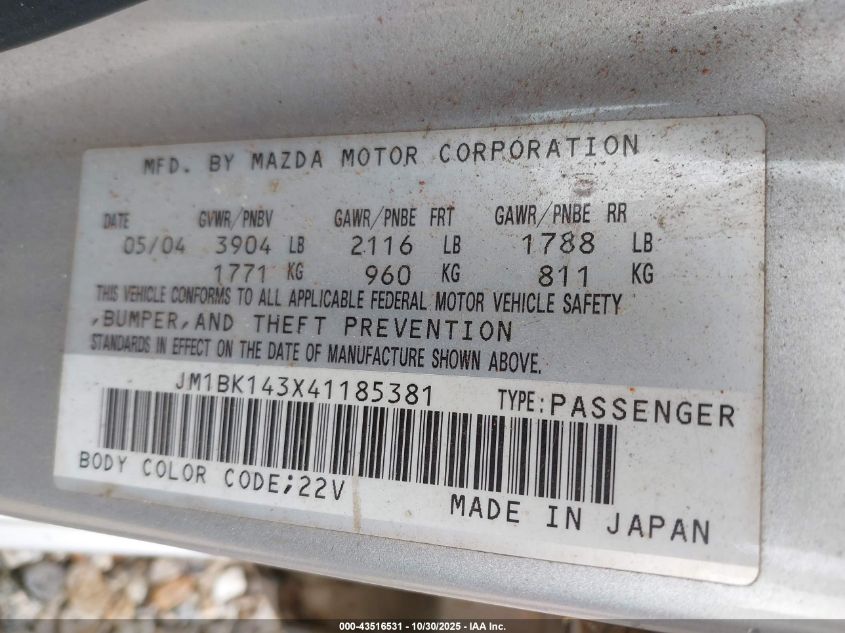 MFD. BY MAZDA MOTOR CORPORATION
DATE GVWR/PNBV GAWR/PNBE FRT GAWR/PNBE RR
05/04 3904 LB 2116 LB 1788 LB
1771 KG 960 KG 811 KG
THIS VEHICLE CONFORMS TO ALL APPLICABLE FEDERAL MOTOR VEHICLE SAFETY
,BUMPER,AND THEFT PREVENTION
STANDARDS IN EFFECT ON THE DATE OF MANUFACTURE SHOWN ABOVE.
JM1BK143X41185381 TYPE:PASSENGER
BODY COLOR CODE;22V
MADE IN JAPAN
000-43516531 - 10/30/2025 - IAA Inc.